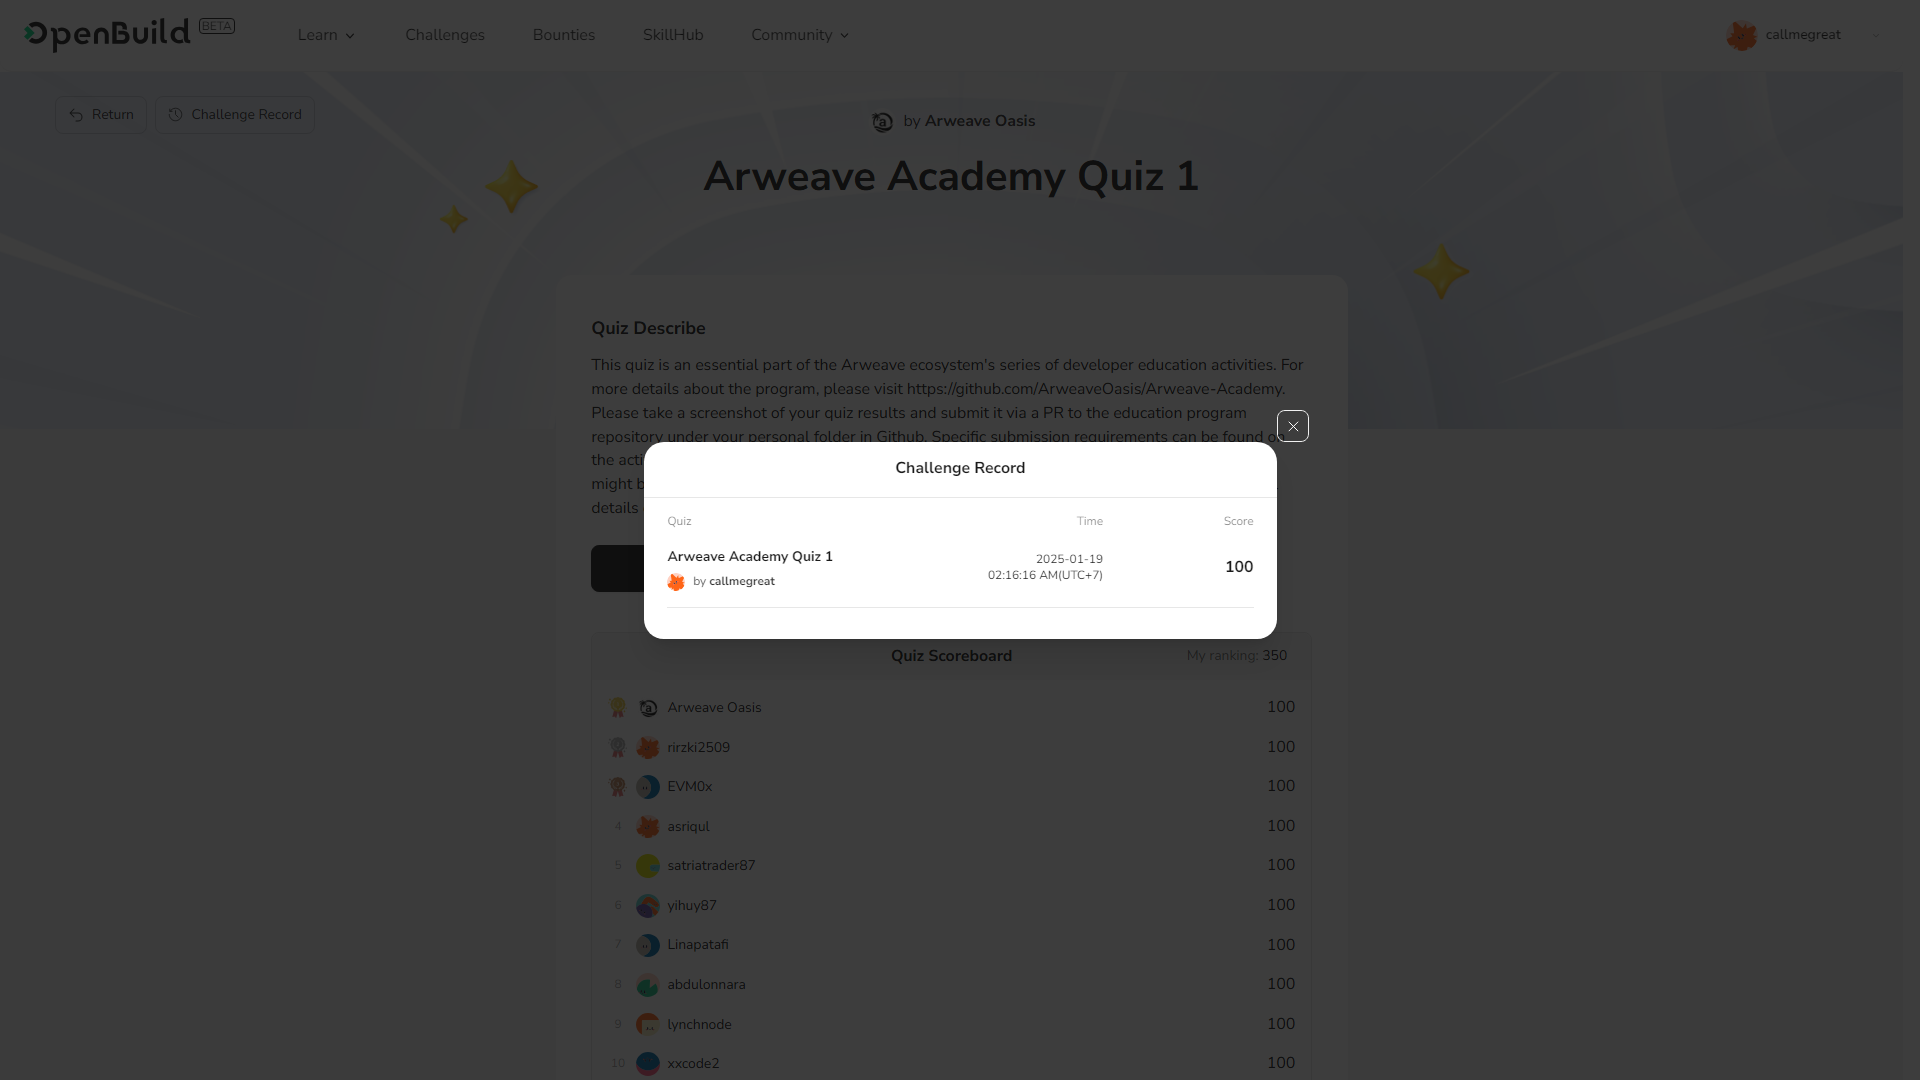 OpenBuild BETA
Learn
Challenges
Bounties
SkillHub
Community
callmegreat
Return
Challenge Record
by Arweave Oasis
Arweave Academy Quiz 1
Quiz Describe
This quiz is an essential part of the Arweave ecosystem's series of developer education activities. For
more details about the program, please visit https://github.com/ArweaveOasis/Arweave-Academy.
Please take a screenshot of your quiz results and submit it via a PR to the education program
repository under your personal folder in Github. Specific submission requirements can be found on
the acti
might b
details
Challenge Record
Quiz Time Score
Arweave Academy Quiz 1
by callmegreat
2025-01-19
02:16:16 AM(UTC+7)
100
Quiz Scoreboard
My ranking: 350
Arweave Oasis 100
rirzki2509 100
EVM0x 100
4 asriqul 100
5 satriatrader87 100
6 yihuy87 100
7 Linapatafi 100
8 abdulonnara 100
9 lynchnode 100
10 xxcode2 100